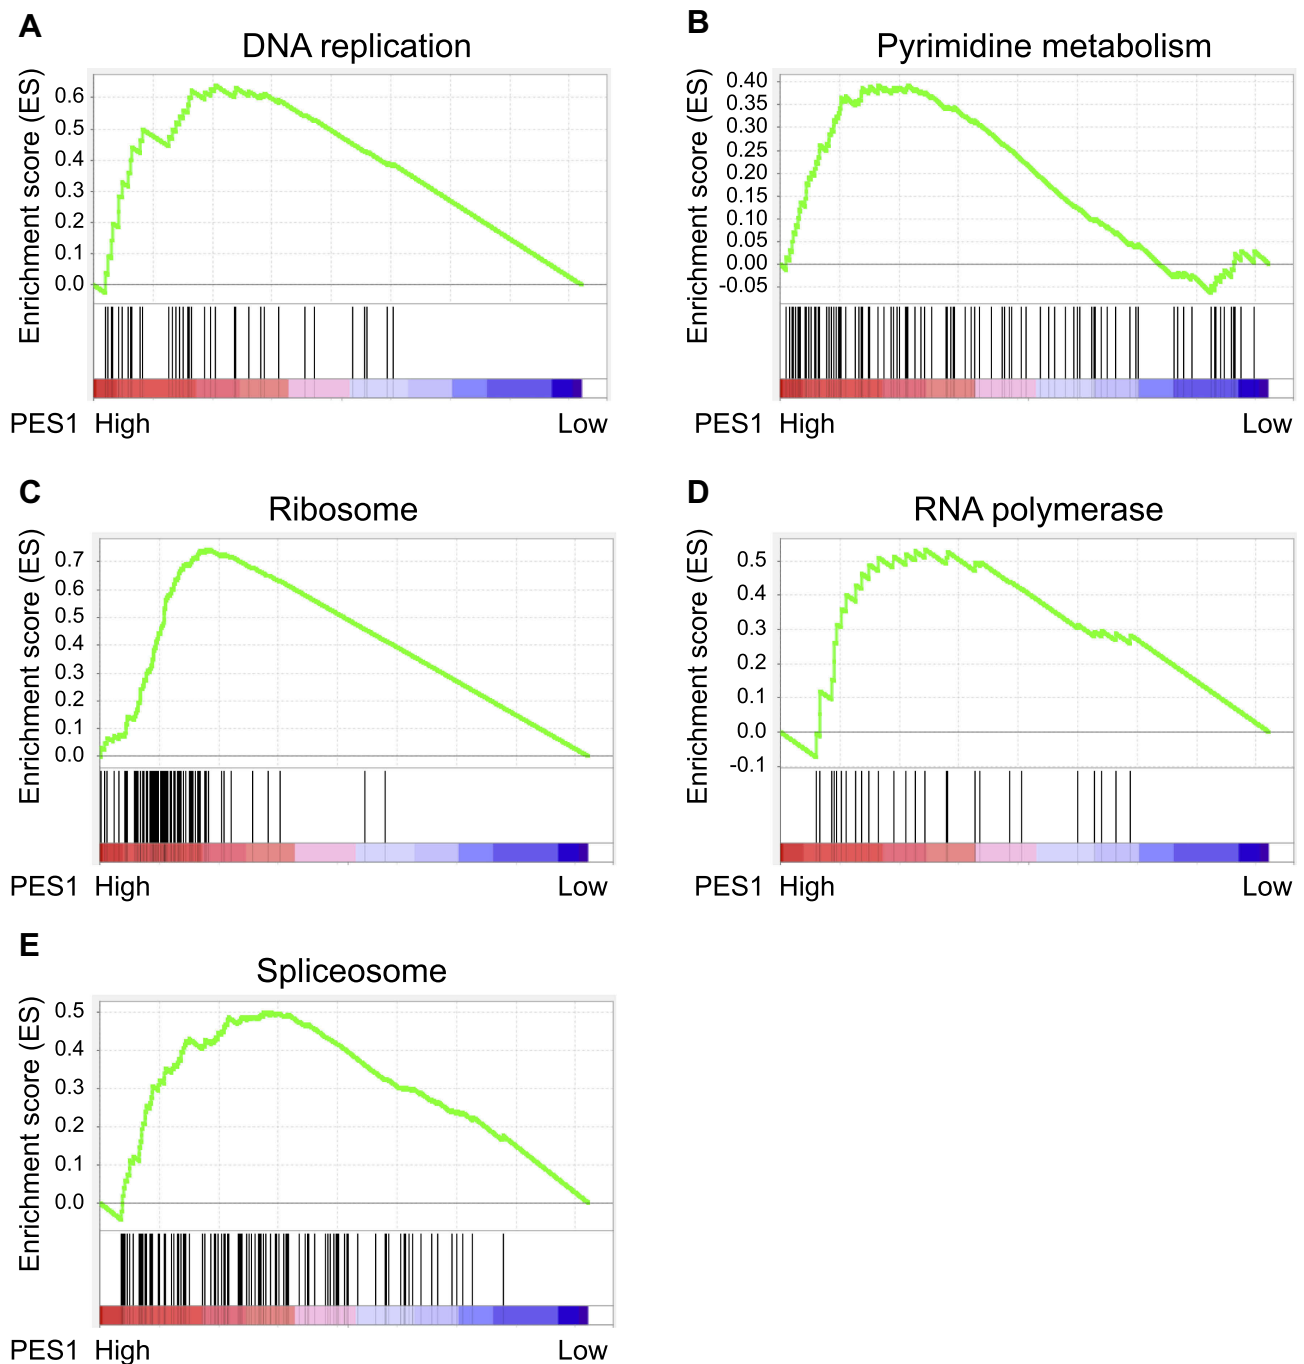 A
DNA replication
Enrichment score (ES)
0.6
0.5
0.4
0.3
0.2
0.1
0.0
PES1 High Low
B
Pyrimidine metabolism
Enrichment score (ES)
0.40
0.35
0.30
0.25
0.20
0.15
0.10
0.05
0.00
-0.05
PES1 High Low
C
Ribosome
Enrichment score (ES)
0.7
0.6
0.5
0.4
0.3
0.2
0.1
0.0
PES1 High Low
D
RNA polymerase
Enrichment score (ES)
0.5
0.4
0.3
0.2
0.1
0.0
-0.1
PES1 High Low
E
Spliceosome
Enrichment score (ES)
0.5
0.4
0.3
0.2
0.1
0.0
PES1 High Low